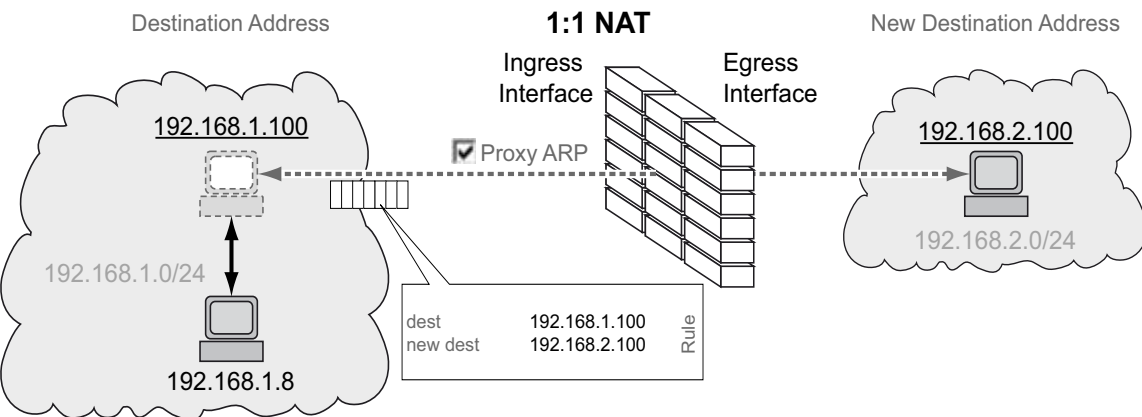 Destination Address
1:1 NAT
New Destination Address
Ingress
Interface
Egress
Interface
192.168.1.100
192.168.2.100
Proxy ARP
192.168.2.0/24
192.168.1.0/24
dest 192.168.1.100
new dest 192.168.2.100
Rule
192.168.1.8